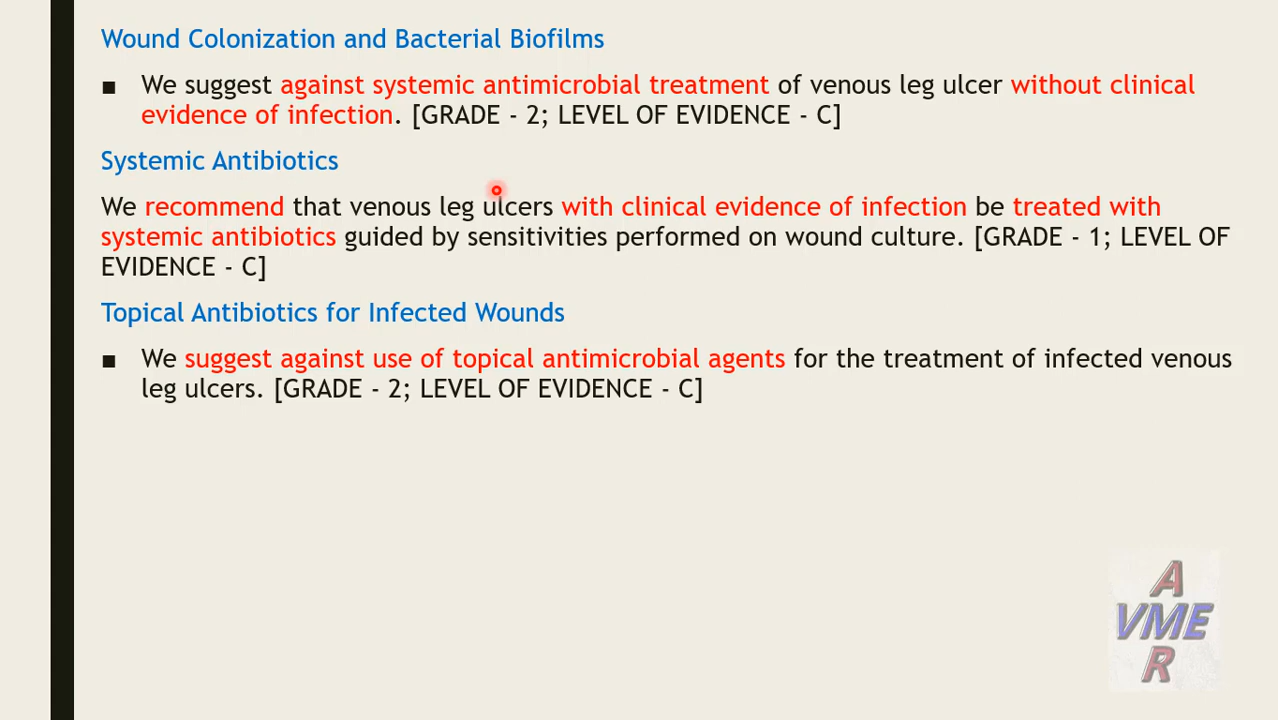 Wound Colonization and Bacterial Biofilms
■ We suggest against systemic antimicrobial treatment of venous leg ulcer without clinical
evidence of infection. [GRADE - 2; LEVEL OF EVIDENCE - C]
Systemic Antibiotics
We recommend that venous leg ulcers with clinical evidence of infection be treated with
systemic antibiotics guided by sensitivities performed on wound culture. [GRADE - 1; LEVEL OF
EVIDENCE - C]
Topical Antibiotics for Infected Wounds
■ We suggest against use of topical antimicrobial agents for the treatment of infected venous
leg ulcers. [GRADE - 2; LEVEL OF EVIDENCE - C]
A
VME
R